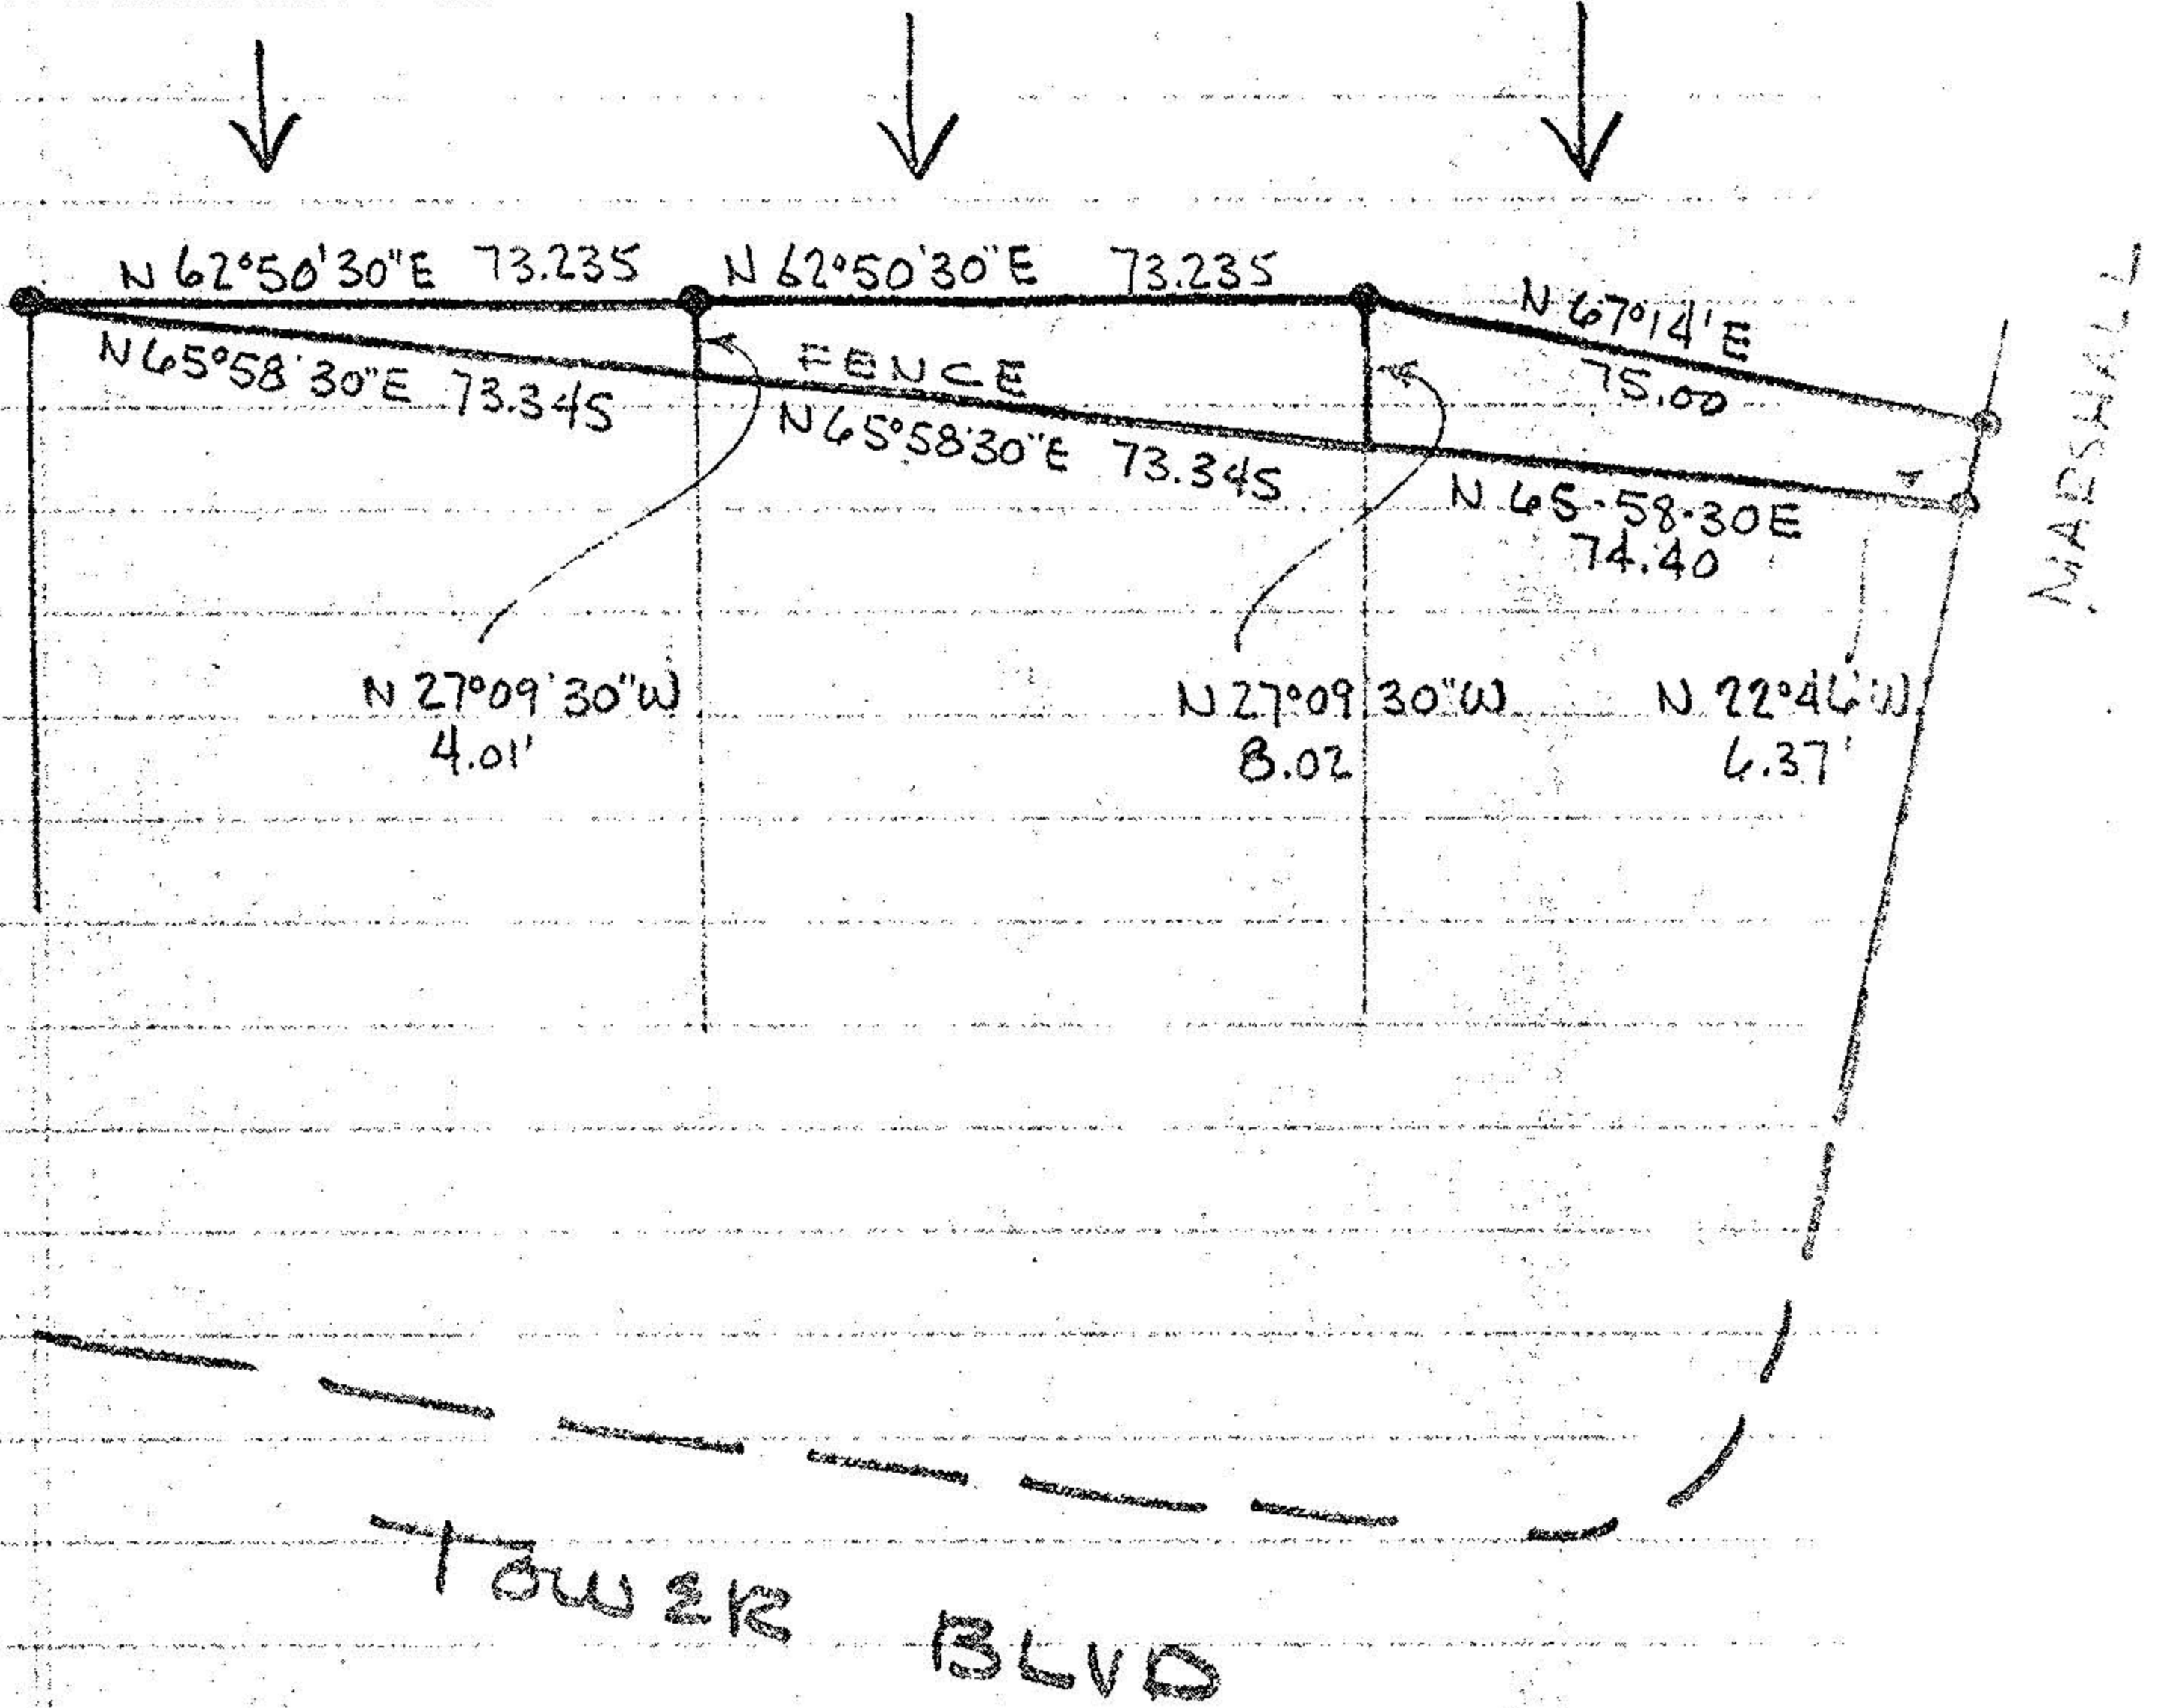 N 62°50'30"E 73.235
N 62°50'30"E 73.235
N 67°14'E
75.00
N 65°58'30"E 73.345
FENCE
N 65°58'30"E 73.345
N 65-58-30E
74.40
MARSHALL
N 27°09'30"W
4.01'
N 27°09'30"W
8.02
N 22°46'W
6.37'
TOWER BLVD